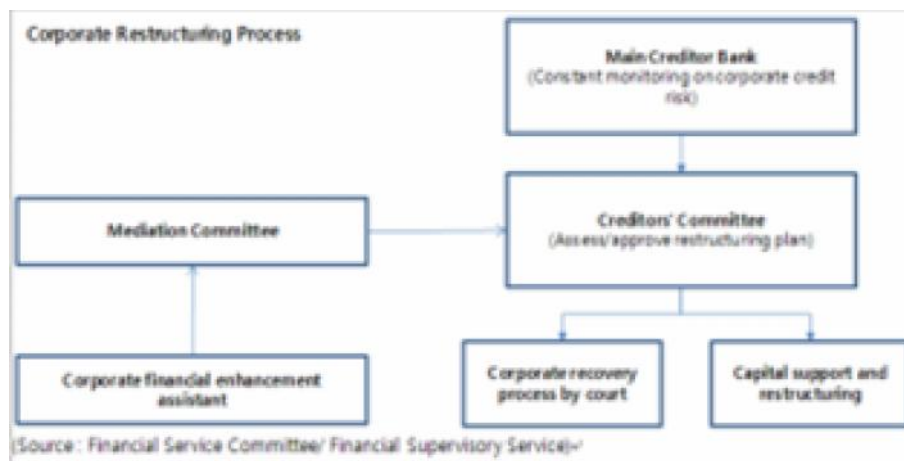 Corporate Restructuring Process
Main Creditor Bank
(Constant monitoring on corporate credit
risk)
Mediation Committee
Creditors' Committee
(Assess/approve restructuring plan)
Corporate financial enhancement
assistant
Corporate recovery
process by court
Capital support and
restructuring
(Source : Financial Service Committee/ Financial Supervisory Service)